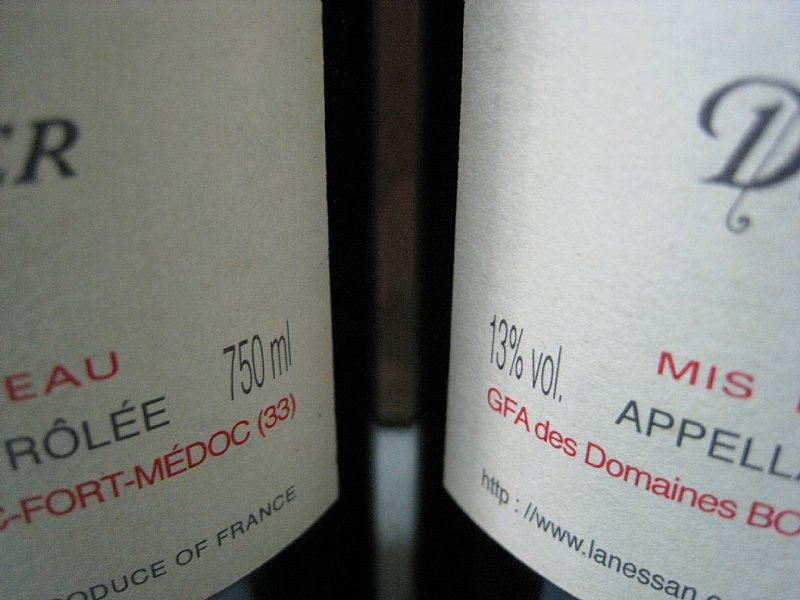 ER
EAU
750 ml
RÔLÉE
C-FORT-MÉDOC (33)
ODUCE OF FRANCE
D
13% vol.
MIS
APPELLA
GFA des Domaines BO
http : //www.lanessan.